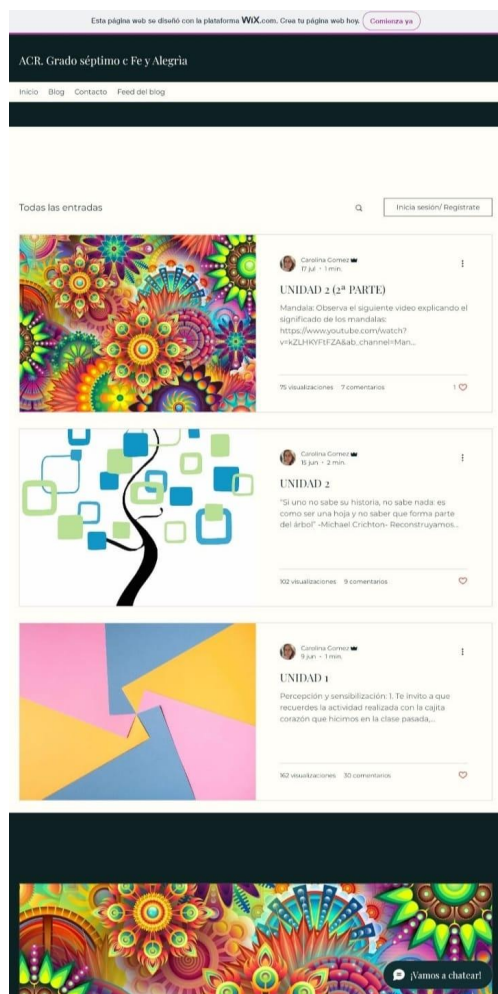 Esta página web se diseñó con la plataforma WiX.com. Crea tu página web hoy. Comienza ya
ACR. Grado séptimo c Fe y Alegria
Inicio Blog Contacto Feed del blog
Todas las entradas
Inicia sesión/ Regístrate
Carolina Gomez
17 jul · 1 min.
UNIDAD 2 (2ª PARTE)
Mandala: Observa el siguiente video explicando el
significado de los mandalas:
https://www.youtube.com/watch?
v=kZLHKYFtFZA&ab_channel=Man...
75 visualizaciones 7 comentarios 1
Carolina Gomez
15 jun · 2 min.
UNIDAD 2
"Si uno no sabe su historia, no sabe nada: es
como ser una hoja y no saber que forma parte
del árbol" -Michael Crichton- Reconstruyamos...
102 visualizaciones 9 comentarios
Carolina Gomez
9 jun · 1 min.
UNIDAD 1
Percepción y sensibilización: 1. Te invito a que
recuerdes la actividad realizada con la cajita
corazón que hicimos en la clase pasada,...
162 visualizaciones 30 comentarios
¡Vamos a chatear!